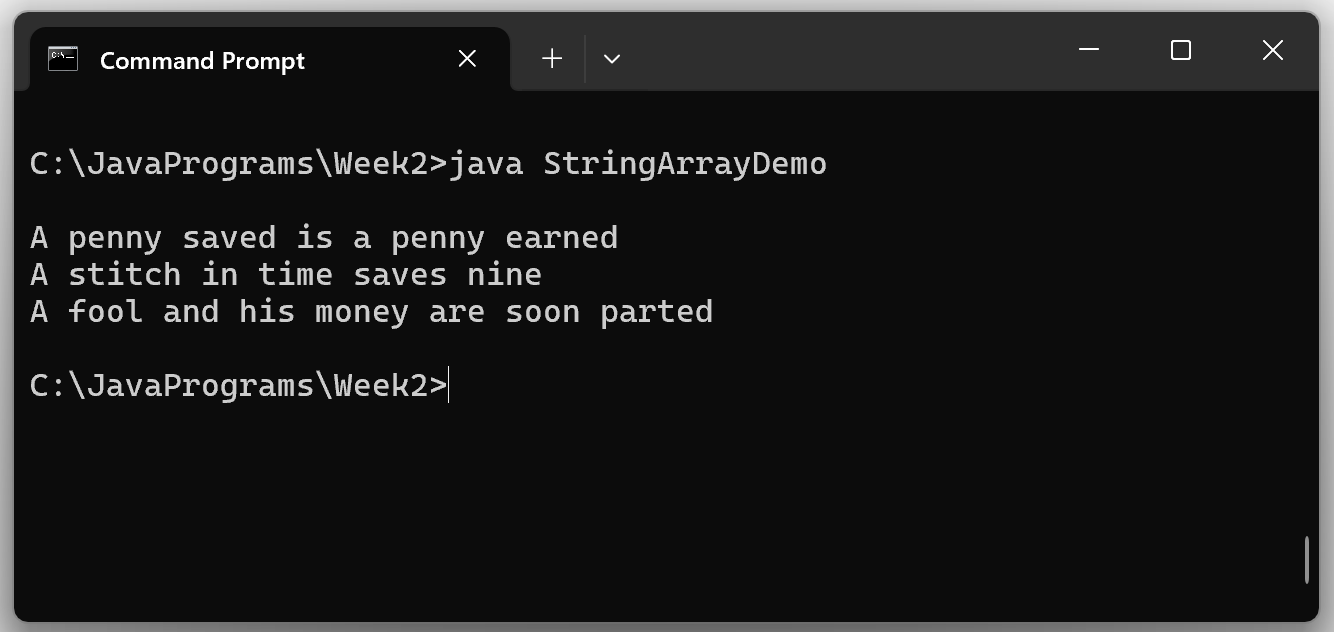 Command Prompt
C:\JavaPrograms\Week2>java StringArrayDemo
A penny saved is a penny earned
A stitch in time saves nine
A fool and his money are soon parted
C:\JavaPrograms\Week2>